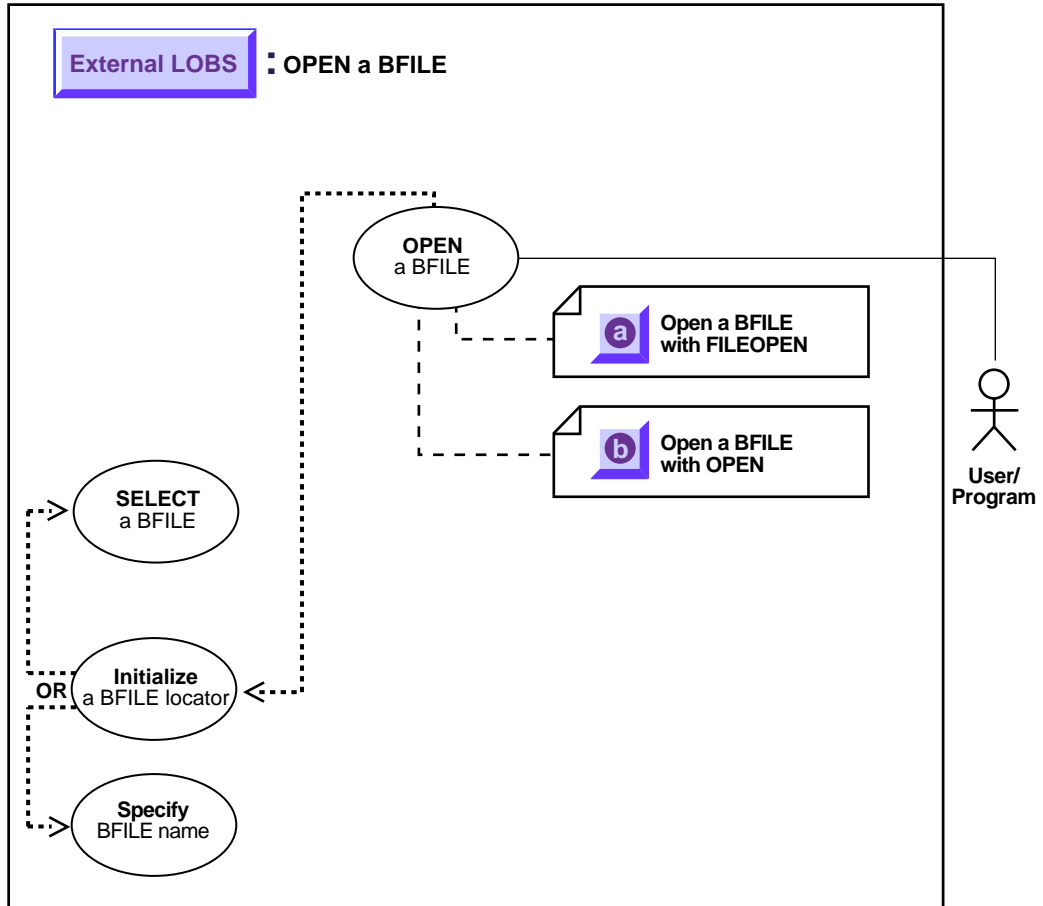 External LOBS : OPEN a BFILE
OPEN
a BFILE
a Open a BFILE
with FILEOPEN
b Open a BFILE
with OPEN
User/
Program
SELECT
a BFILE
Initialize
OR a BFILE locator
Specify
BFILE name